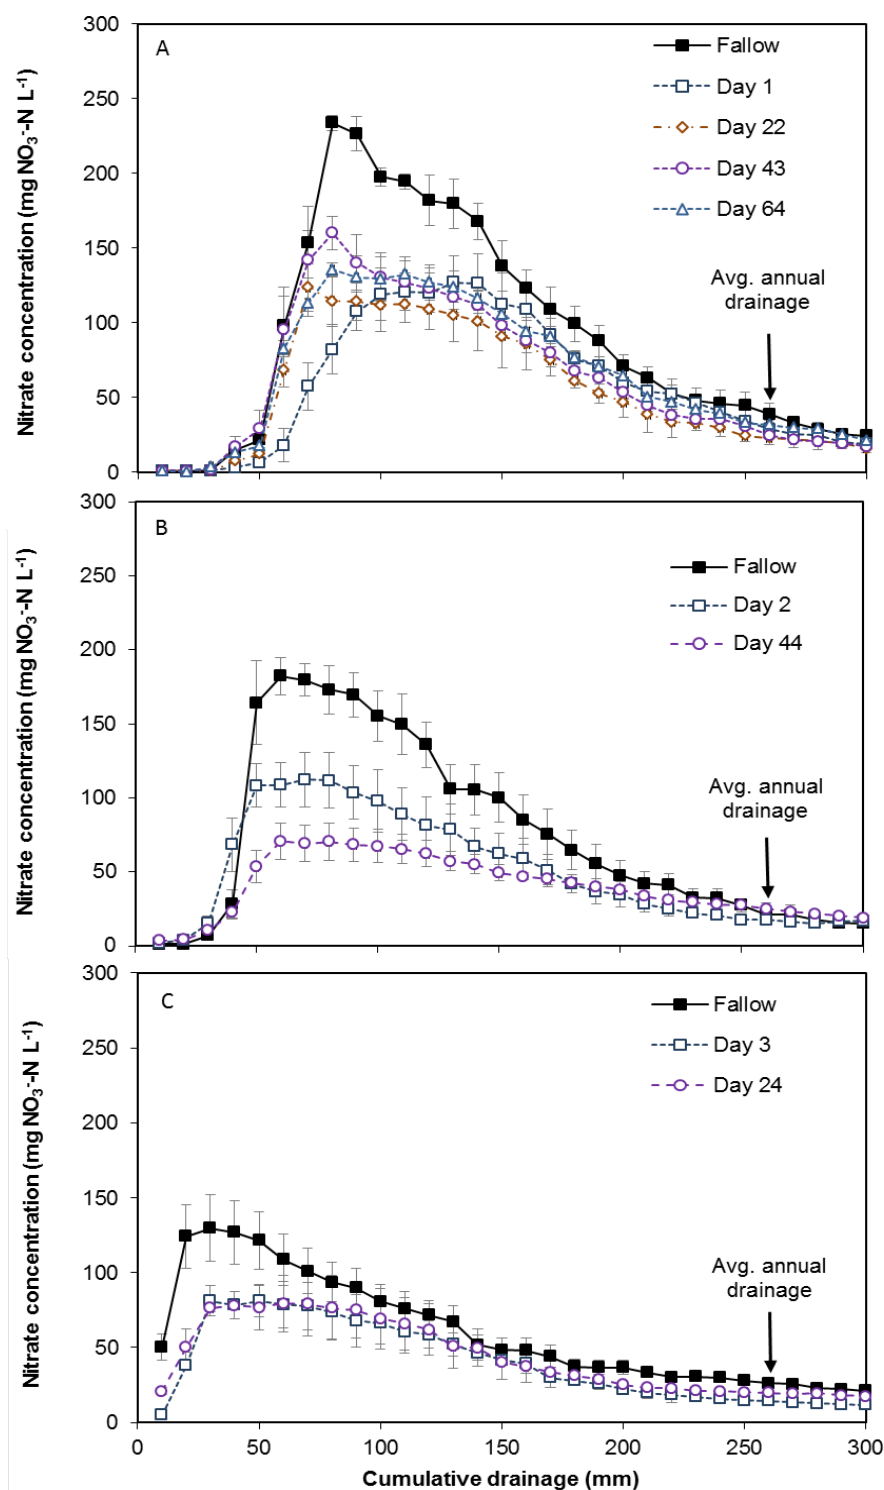 A
Nitrate concentration (mg NO₃⁻-N L⁻¹)
300
250
200
150
100
50
0
Fallow
Day 1
Day 22
Day 43
Day 64
Avg. annual
drainage
B
Nitrate concentration (mg NO₃⁻-N L⁻¹)
300
250
200
150
100
50
0
Fallow
Day 2
Day 44
Avg. annual
drainage
C
Nitrate concentration (mg NO₃⁻-N L⁻¹)
300
250
200
150
100
50
0
Fallow
Day 3
Day 24
Avg. annual
drainage
0 50 100 150 200 250 300
Cumulative drainage (mm)